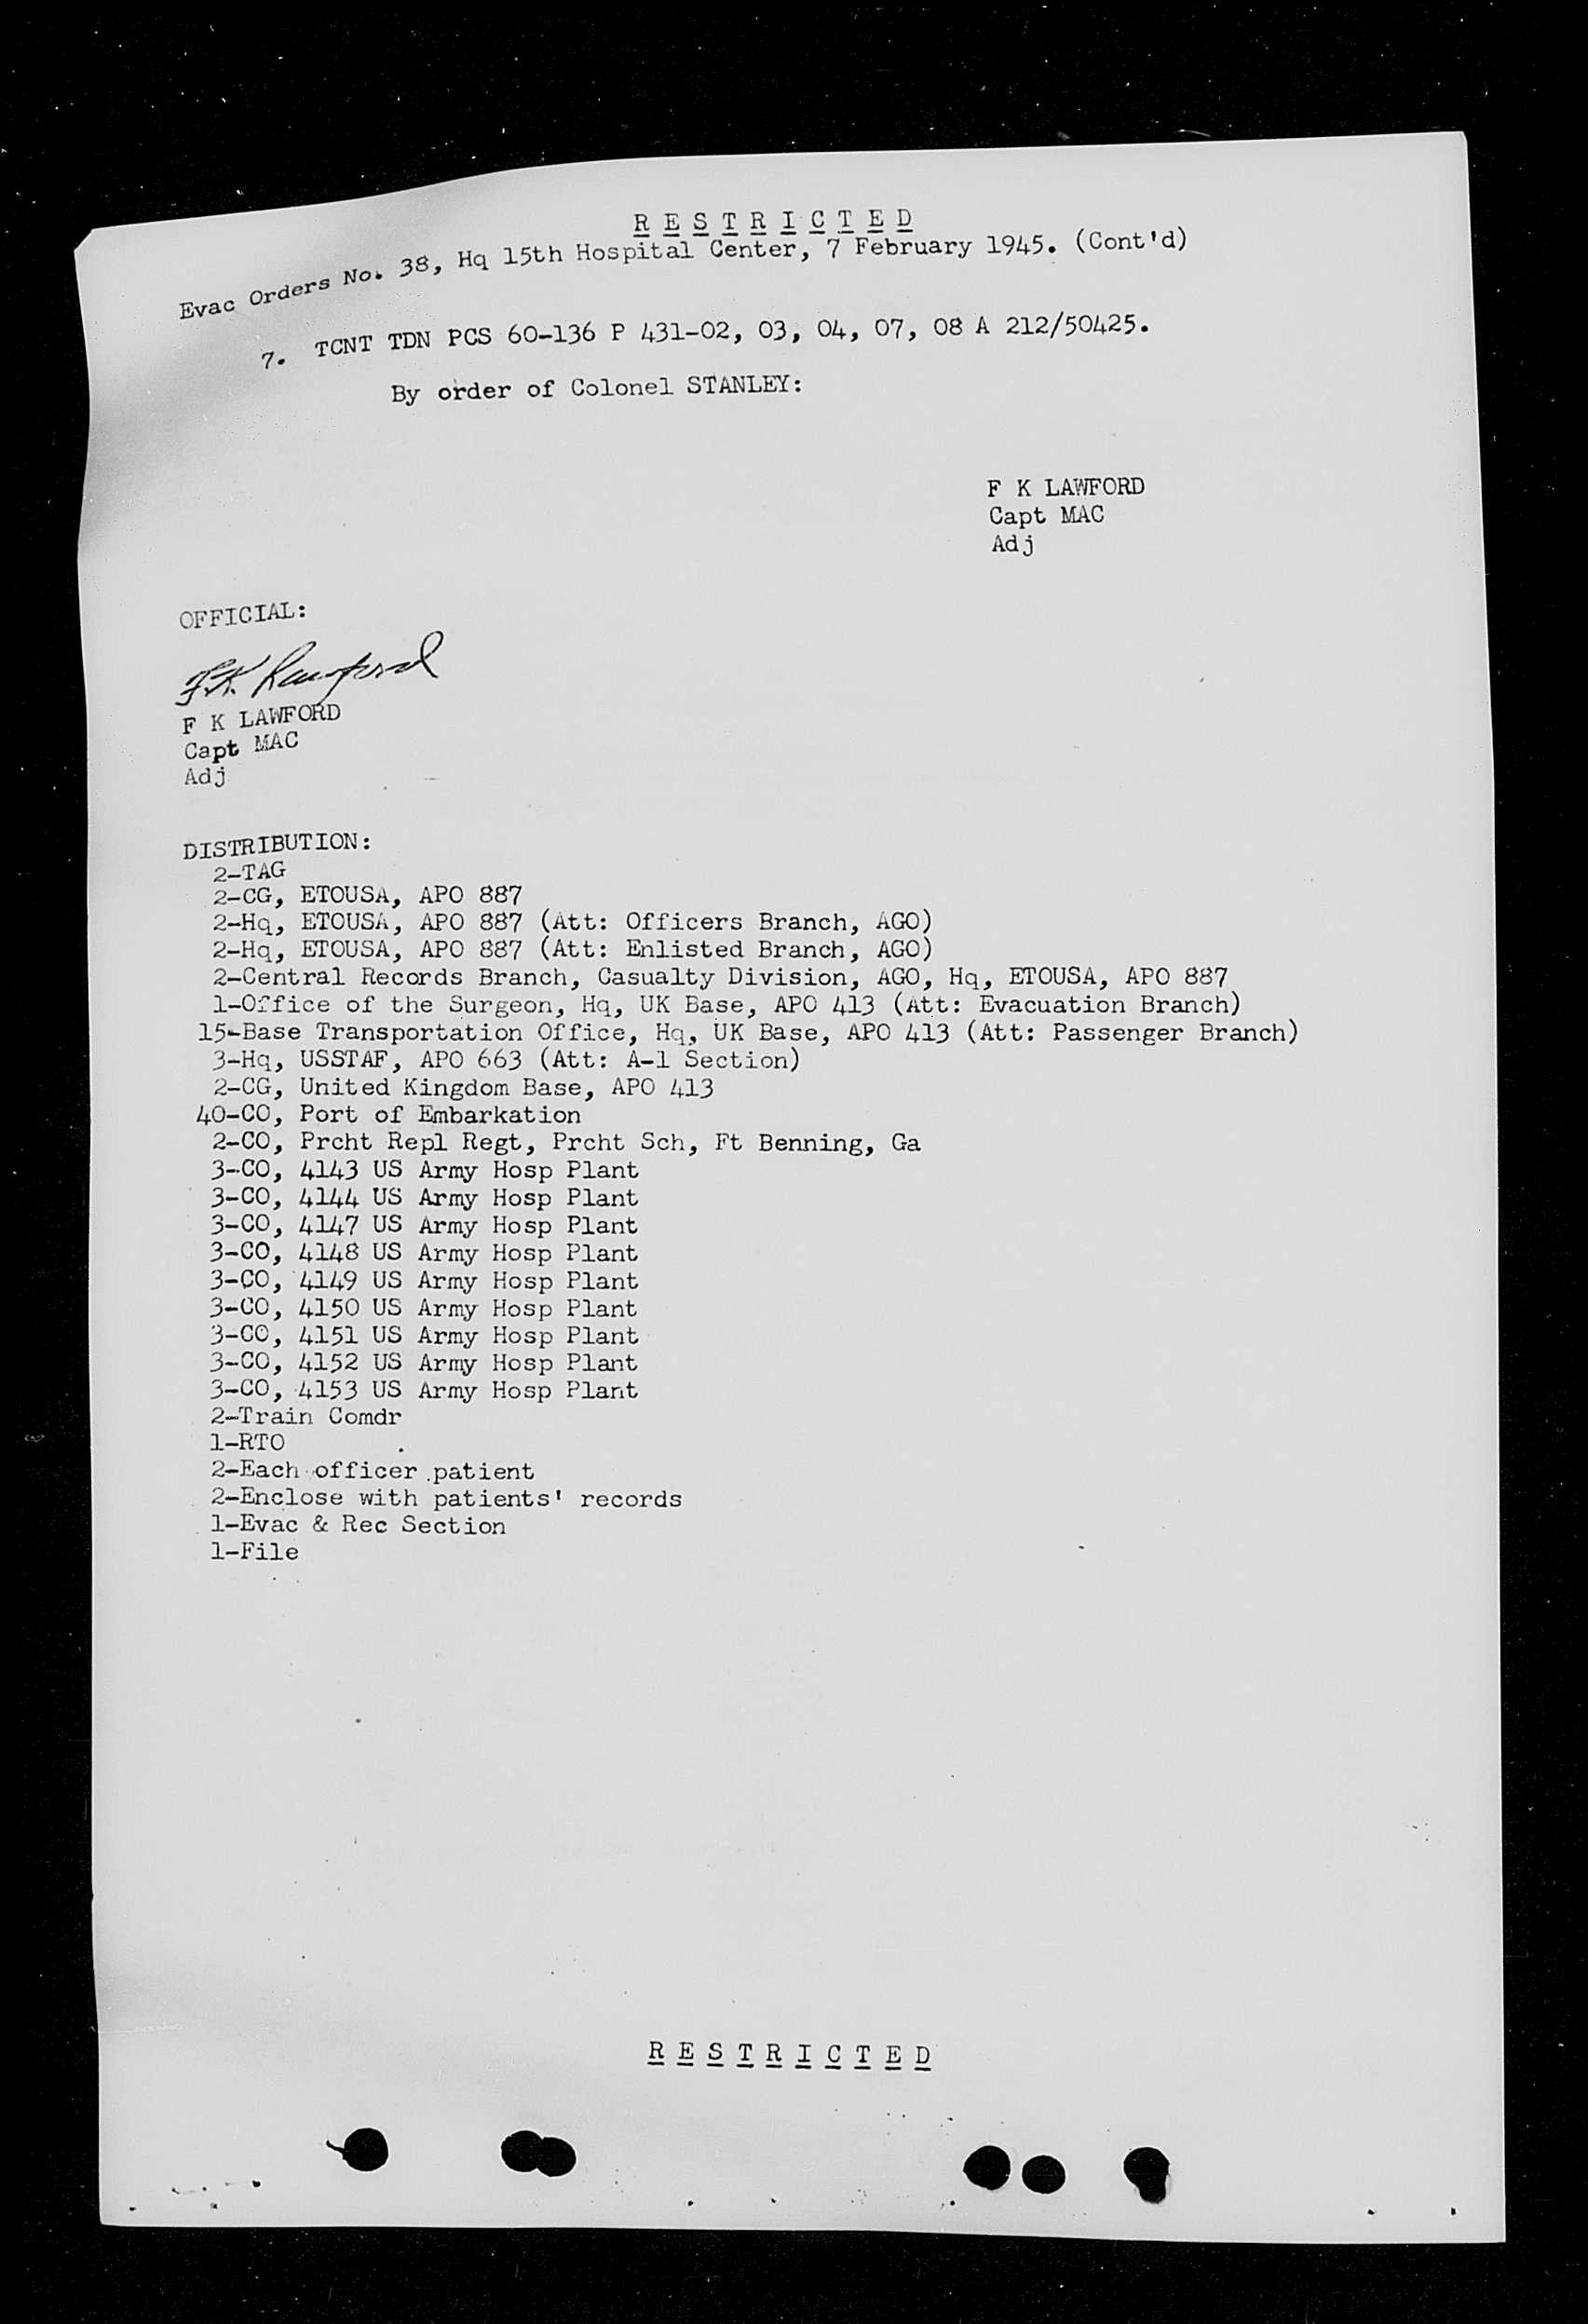 R E S T R I C T E D
Evac Orders No. 38, Hq 15th Hospital Center, 7 February 1945. (Cont'd)
7. TCNT TDN PCS 60-136 P 431-02, 03, 04, 07, 08 A 212/50425.
By order of Colonel STANLEY:
F K LAWFORD
Capt MAC
Adj
OFFICIAL:
F.K. Lawford
F K LAWFORD
Capt MAC
Adj
DISTRIBUTION:
2-TAG
2-CG, ETOUSA, APO 887
2-Hq, ETOUSA, APO 887 (Att: Officers Branch, AGO)
2-Hq, ETOUSA, APO 887 (Att: Enlisted Branch, AGO)
2-Central Records Branch, Casualty Division, AGO, Hq, ETOUSA, APO 887
1-Office of the Surgeon, Hq, UK Base, APO 413 (Att: Evacuation Branch)
15-Base Transportation Office, Hq, UK Base, APO 413 (Att: Passenger Branch)
3-Hq, USSTAF, APO 663 (Att: A-1 Section)
2-CG, United Kingdom Base, APO 413
40-CO, Port of Embarkation
2-CO, Prcht Repl Regt, Prcht Sch, Ft Benning, Ga
3-CO, 4143 US Army Hosp Plant
3-CO, 4144 US Army Hosp Plant
3-CO, 4147 US Army Hosp Plant
3-CO, 4148 US Army Hosp Plant
3-CO, 4149 US Army Hosp Plant
3-CO, 4150 US Army Hosp Plant
3-CO, 4151 US Army Hosp Plant
3-CO, 4152 US Army Hosp Plant
3-CO, 4153 US Army Hosp Plant
2-Train Comdr
1-RTO
2-Each officer patient
2-Enclose with patients' records
1-Evac & Rec Section
1-File
R E S T R I C T E D